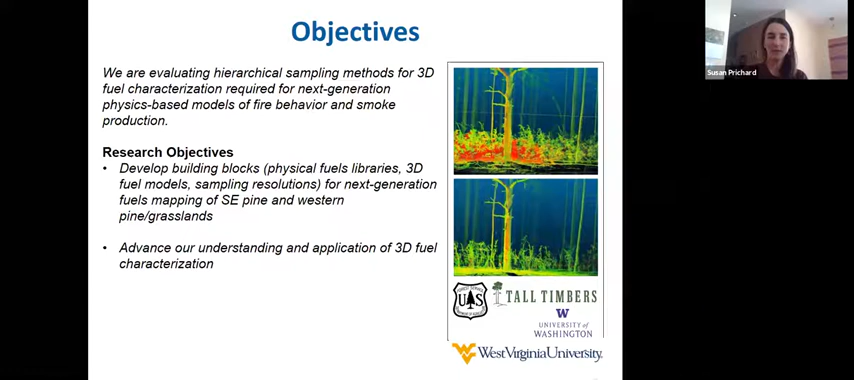 Objectives
We are evaluating hierarchical sampling methods for 3D
fuel characterization required for next-generation
physics-based models of fire behavior and smoke
production.
Research Objectives
• Develop building blocks (physical fuels libraries, 3D
fuel models, sampling resolutions) for next-generation
fuels mapping of SE pine and western
pine/grasslands
• Advance our understanding and application of 3D fuel
characterization
Susan Prichard
UAS
TALL TIMBERS
W
UNIVERSITY of
WASHINGTON
WestVirginiaUniversity